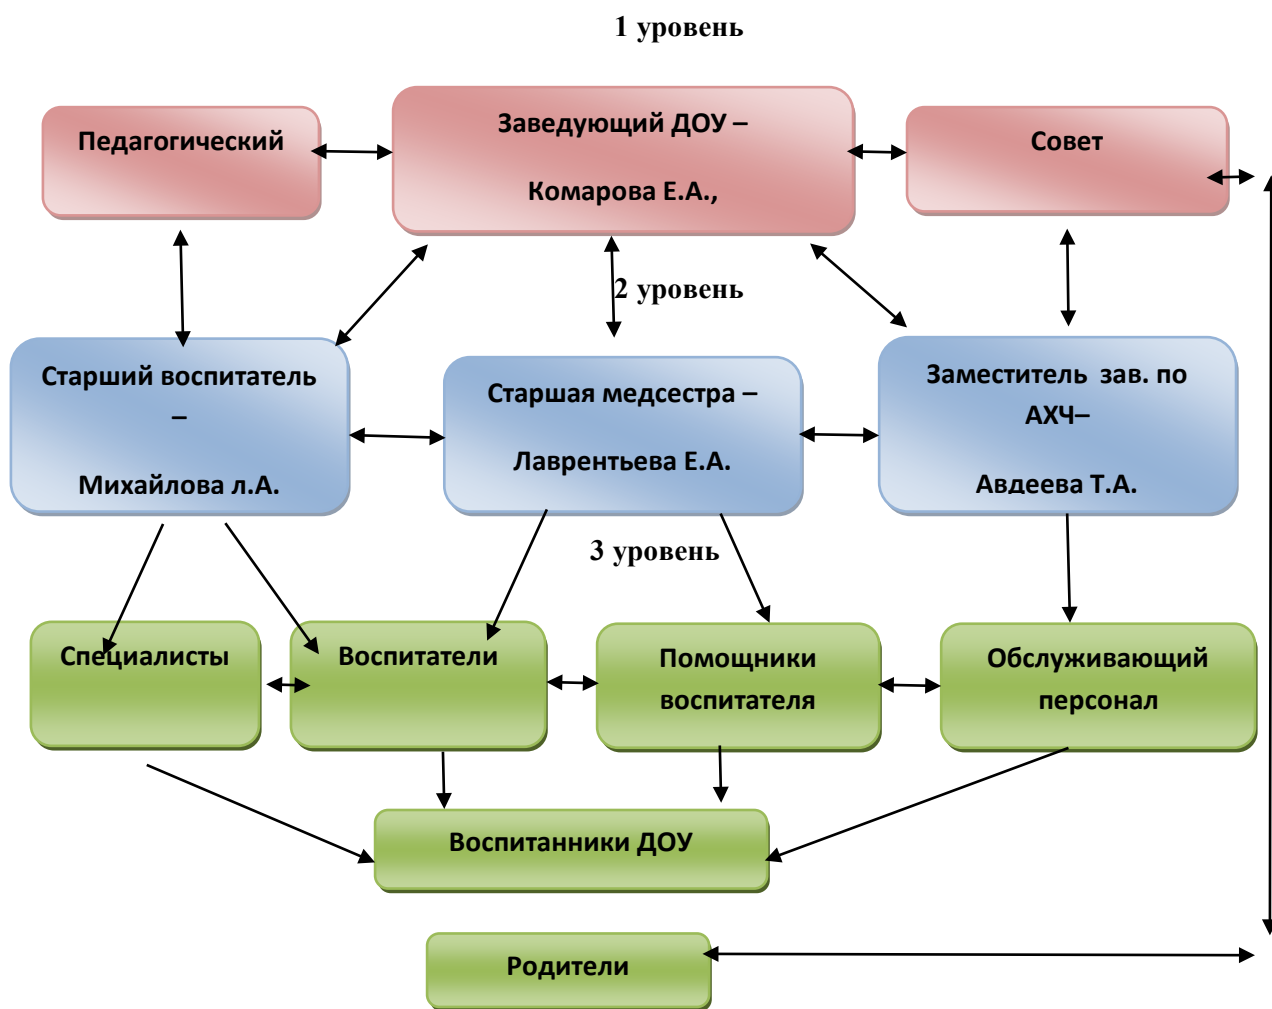 1 уровень
Педагогический
Заведующий ДОУ –
Комарова Е.А.,
Совет
2 уровень
Старший воспитатель
–
Михайлова л.А.
Старшая медсестра –
Лаврентьева Е.А.
Заместитель зав. по
АХЧ–
Авдеева Т.А.
3 уровень
Специалисты
Воспитатели
Помощники
воспитателя
Обслуживающий
персонал
Воспитанники ДОУ
Родители